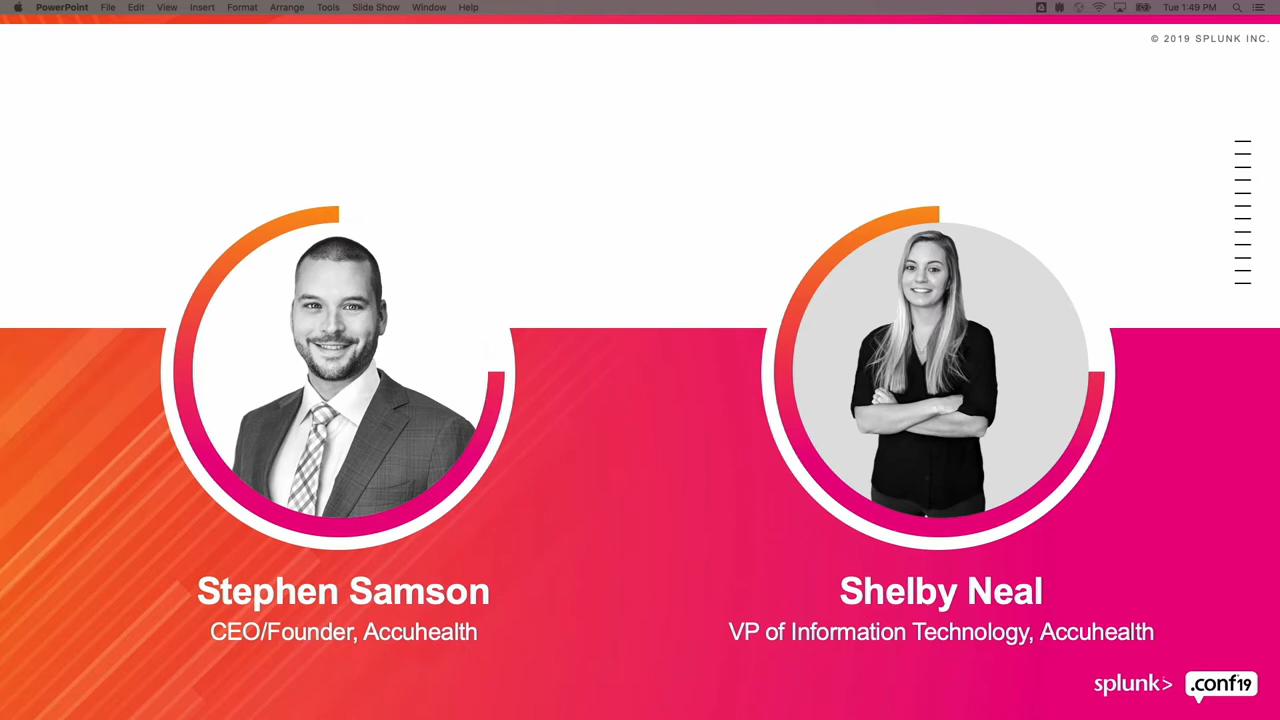 PowerPoint File Edit View Insert Format Arrange Tools Slide Show Window Help Tue 1:49 PM
© 2019 SPLUNK INC.
Stephen Samson
CEO/Founder, Accuhealth
Shelby Neal
VP of Information Technology, Accuhealth
splunk> .conf19